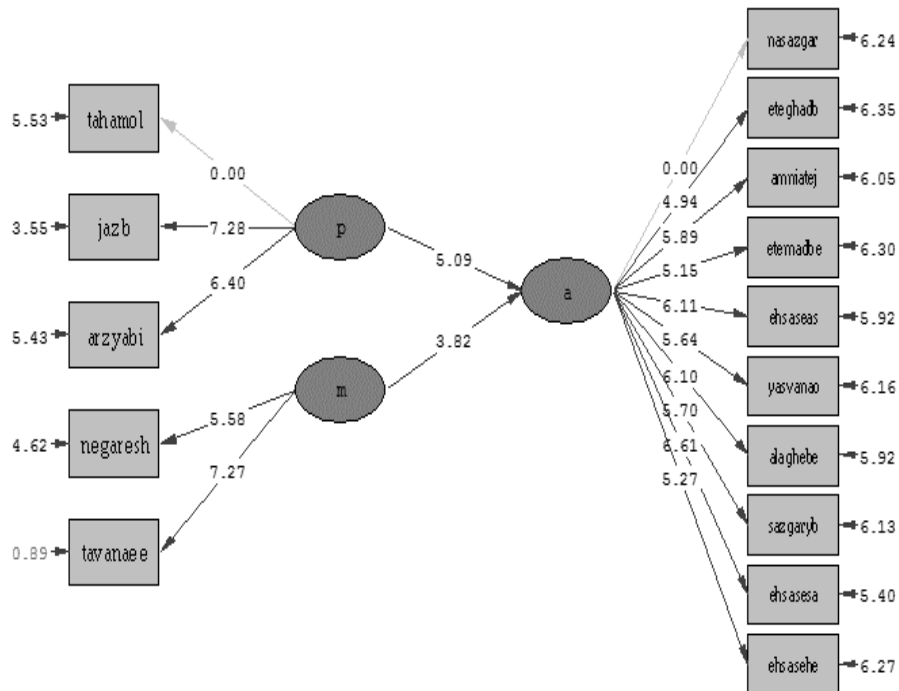 nasazgar
6.24
eteghadb
6.35
5.53
tahamol
0.00
0.00
amniatej
6.05
4.94
3.55
jazb
7.28
p
5.89
etemadbe
6.30
5.09
5.15
6.40
a
6.11
ehsaseas
5.92
5.43
arzyabi
3.82
5.64
m
6.10
yasvanao
6.16
5.58
5.70
4.62
negaresh
6.61
alaghebe
5.92
7.27
5.27
sazgaryb
6.13
0.89
tavanaee
ehsasesa
5.40
ehsasehe
6.27